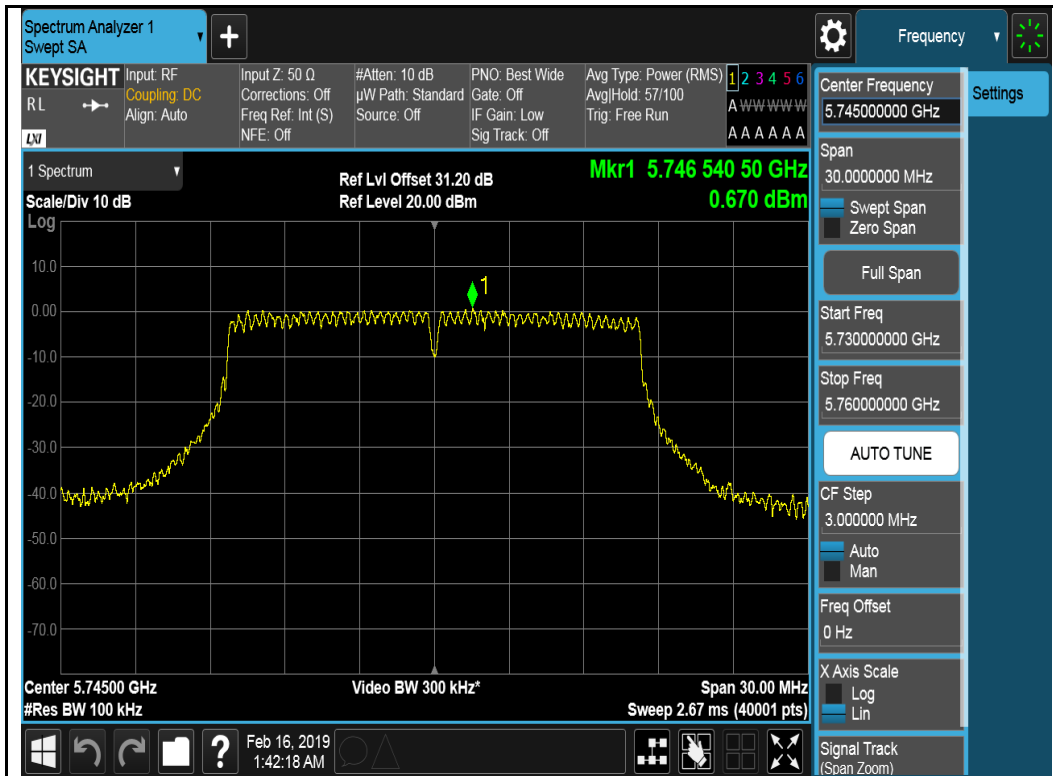 Spectrum Analyzer 1
Swept SA
+
Frequency
KEYSIGHT
R L
LXI
Input: RF
Coupling: DC
Align: Auto
Input Z: 50 Ω
Corrections: Off
Freq Ref: Int (S)
NFE: Off
#Atten: 10 dB
µW Path: Standard
Source: Off
PNO: Best Wide
Gate: Off
IF Gain: Low
Sig Track: Off
Avg Type: Power (RMS)
Avg|Hold: 57/100
Trig: Free Run
1 2 3 4 5 6
A W W W W W
A A A A A A
1 Spectrum
Scale/Div 10 dB
Log
Ref Lvl Offset 31.20 dB
Ref Level 20.00 dBm
Mkr1 5.746 540 50 GHz
0.670 dBm
1
10.0
0.00
-10.0
-20.0
-30.0
-40.0
-50.0
-60.0
-70.0
Center 5.74500 GHz
#Res BW 100 kHz
Video BW 300 kHz*
Span 30.00 MHz
Sweep 2.67 ms (40001 pts)
Center Frequency
5.745000000 GHz
Settings
Span
30.0000000 MHz
Swept Span
Zero Span
Full Span
Start Freq
5.730000000 GHz
Stop Freq
5.760000000 GHz
AUTO TUNE
CF Step
3.000000 MHz
Auto
Man
Freq Offset
0 Hz
X Axis Scale
Log
Lin
Signal Track
(Span Zoom)
?
Feb 16, 2019
1:42:18 AM